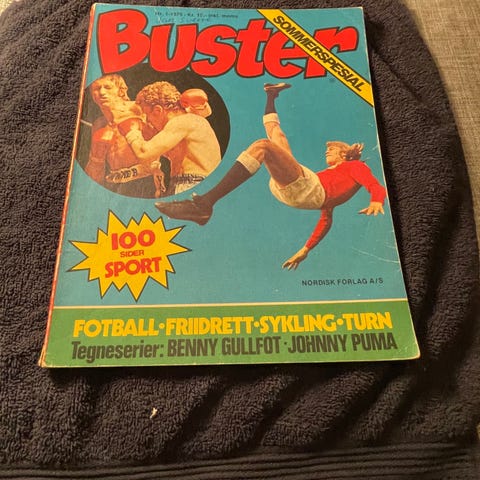 Buster
SOMMERSPESIAL
100
SIDER
SPORT
NORDISK FORLAG A/S
FOTBALL·FRIIDRETT·SYKLING·TURN
Tegneserier: BENNY GULLFOT·JOHNNY PUMA